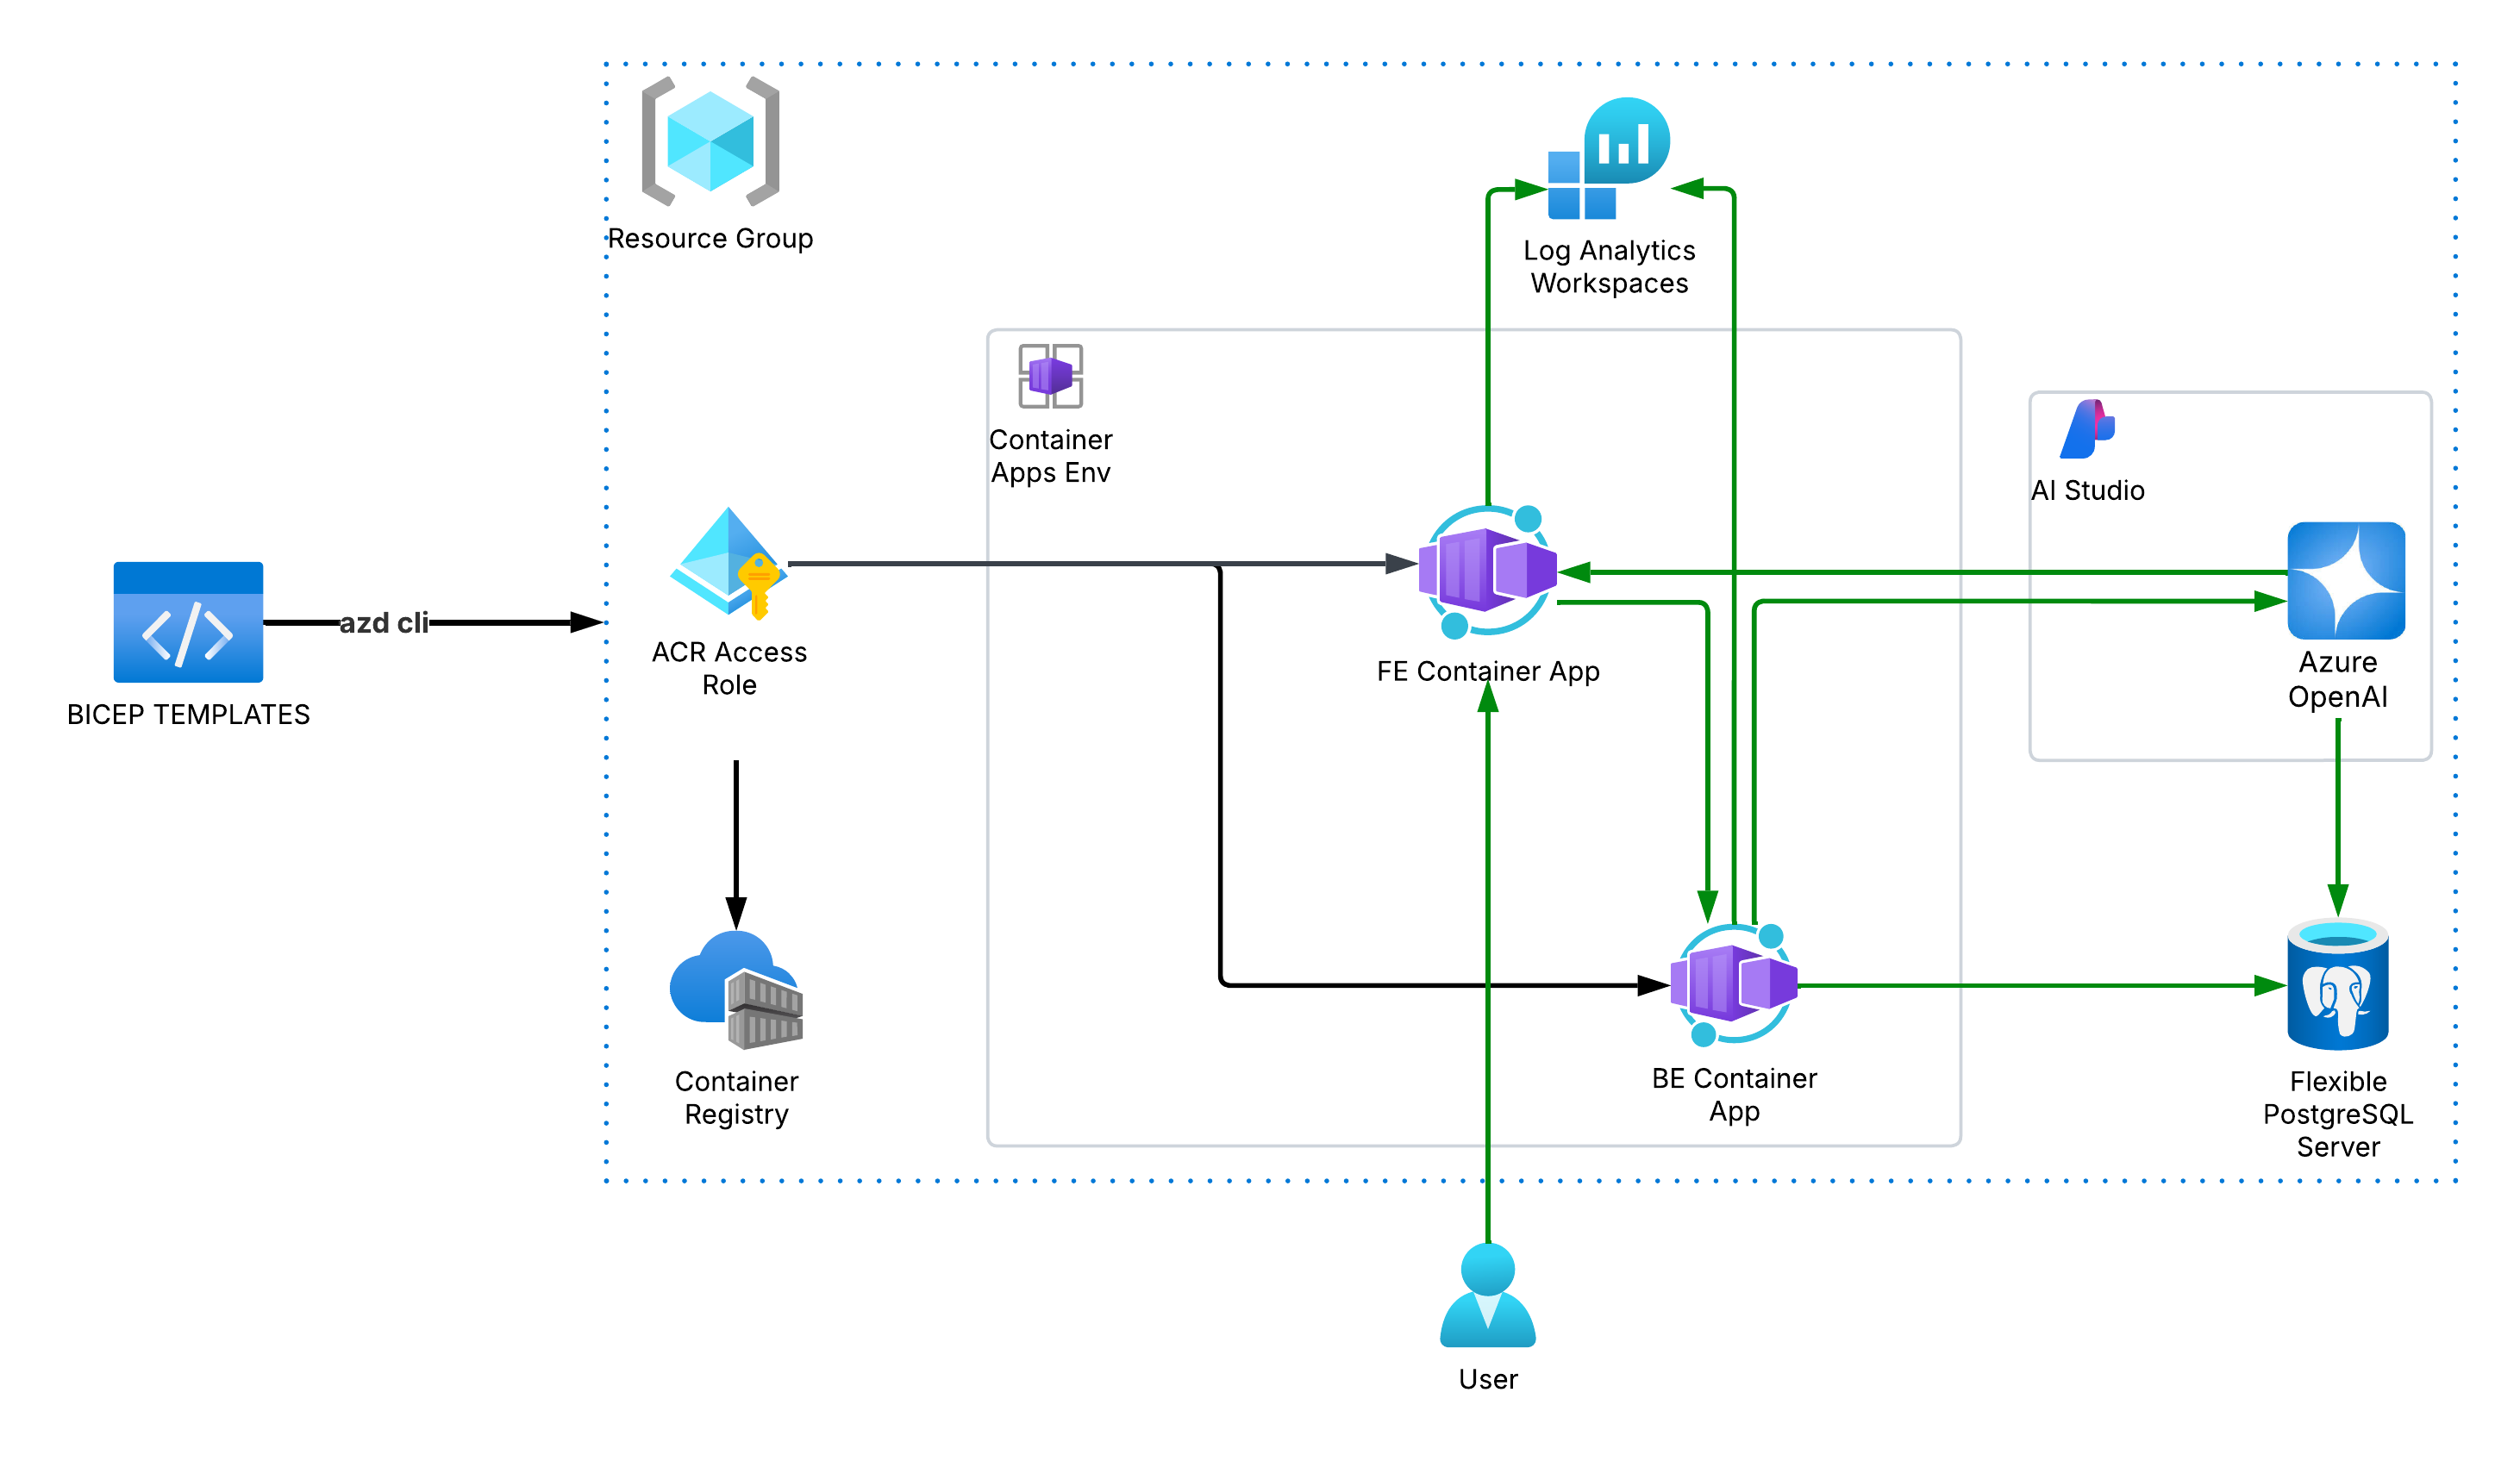 Resource Group
Log Analytics
Workspaces
Container
Apps Env
AI Studio
azd cli
BICEP TEMPLATES
ACR Access
Role
FE Container App
Azure
OpenAI
Container
Registry
BE Container
App
Flexible
PostgreSQL
Server
User